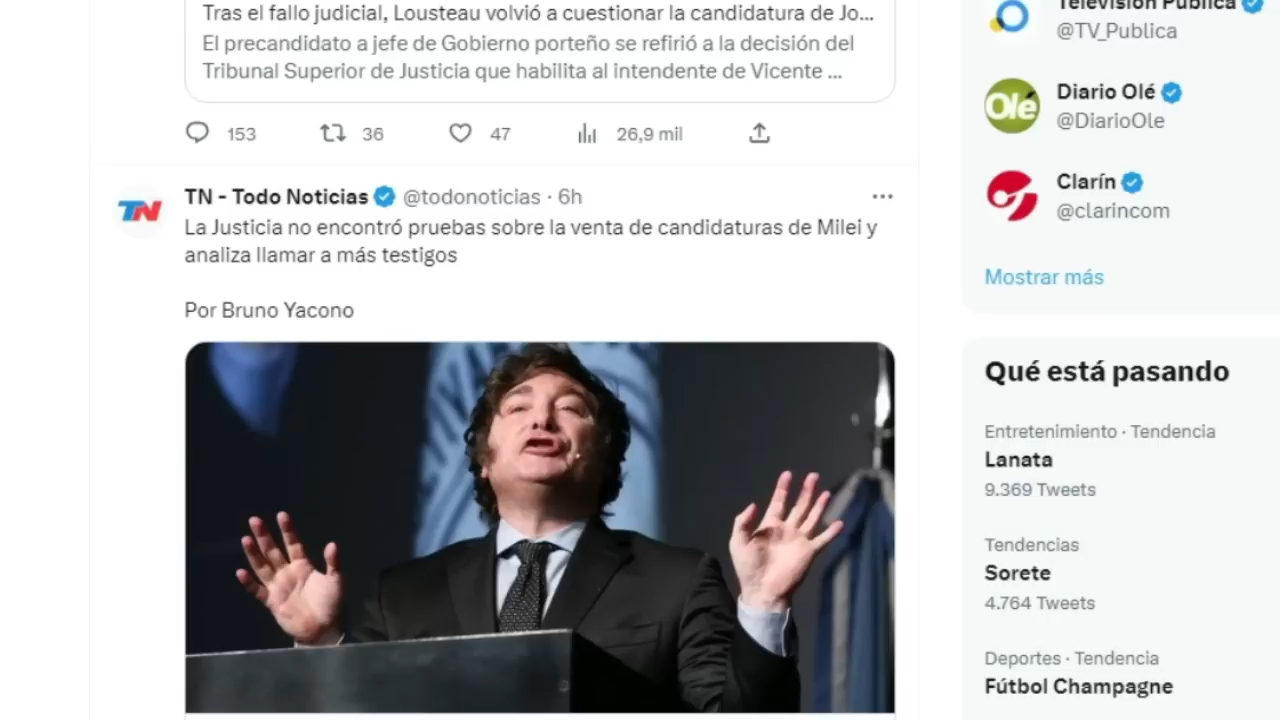 Tras el fallo judicial, Lousteau volvió a cuestionar la candidatura de Jo...
El precandidato a jefe de Gobierno porteño se refirió a la decisión del
Tribunal Superior de Justicia que habilita al intendente de Vicente ...
153 36 47 26,9 mil
TN
TN - Todo Noticias @todonoticias · 6h
La Justicia no encontró pruebas sobre la venta de candidaturas de Milei y
analiza llamar a más testigos
Por Bruno Yacono
Televisión Pública
@TV_Publica
Olé
Diario Olé
@DiarioOle
Clarín
@clarincom
Mostrar más
Qué está pasando
Entretenimiento · Tendencia
Lanata
9.369 Tweets
Tendencias
Sorete
4.764 Tweets
Deportes · Tendencia
Fútbol Champagne